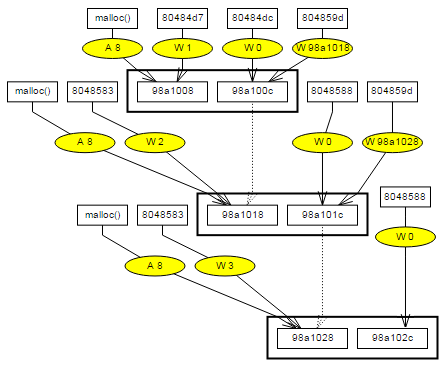 malloc() 80484d7 80484dc 804859d
A 8 W 1 W 0 W 98a1018
98a1008 98a100c
malloc() 8048583 8048588 804859d
A 8 W 2 W 0 W 98a1028
8048588
98a1018 98a101c
malloc() 8048583
W 0
A 8 W 3
98a1028 98a102c